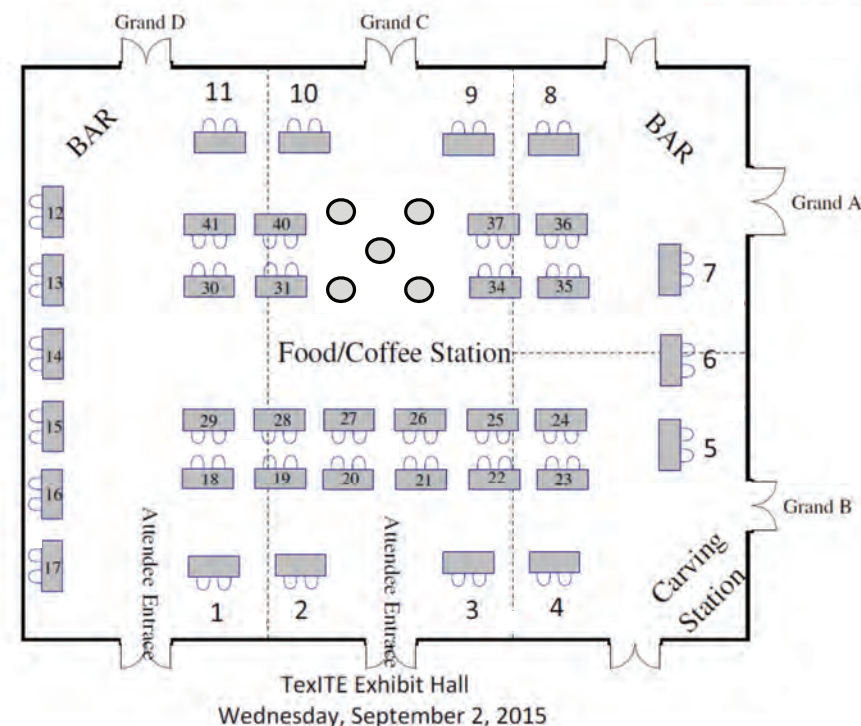 Grand D
Grand C
11
10
9
8
BAR
BAR
12
Grand A
41
40
37
36
13
30
31
34
35
7
14
Food/Coffee Station
6
15
29
28
27
26
25
24
5
16
18
19
20
21
22
23
Grand B
17
Attendee Entrace
Attendee Entrace
Carving
Station
1
2
3
4
TexITE Exhibit Hall
Wednesday, September 2, 2015